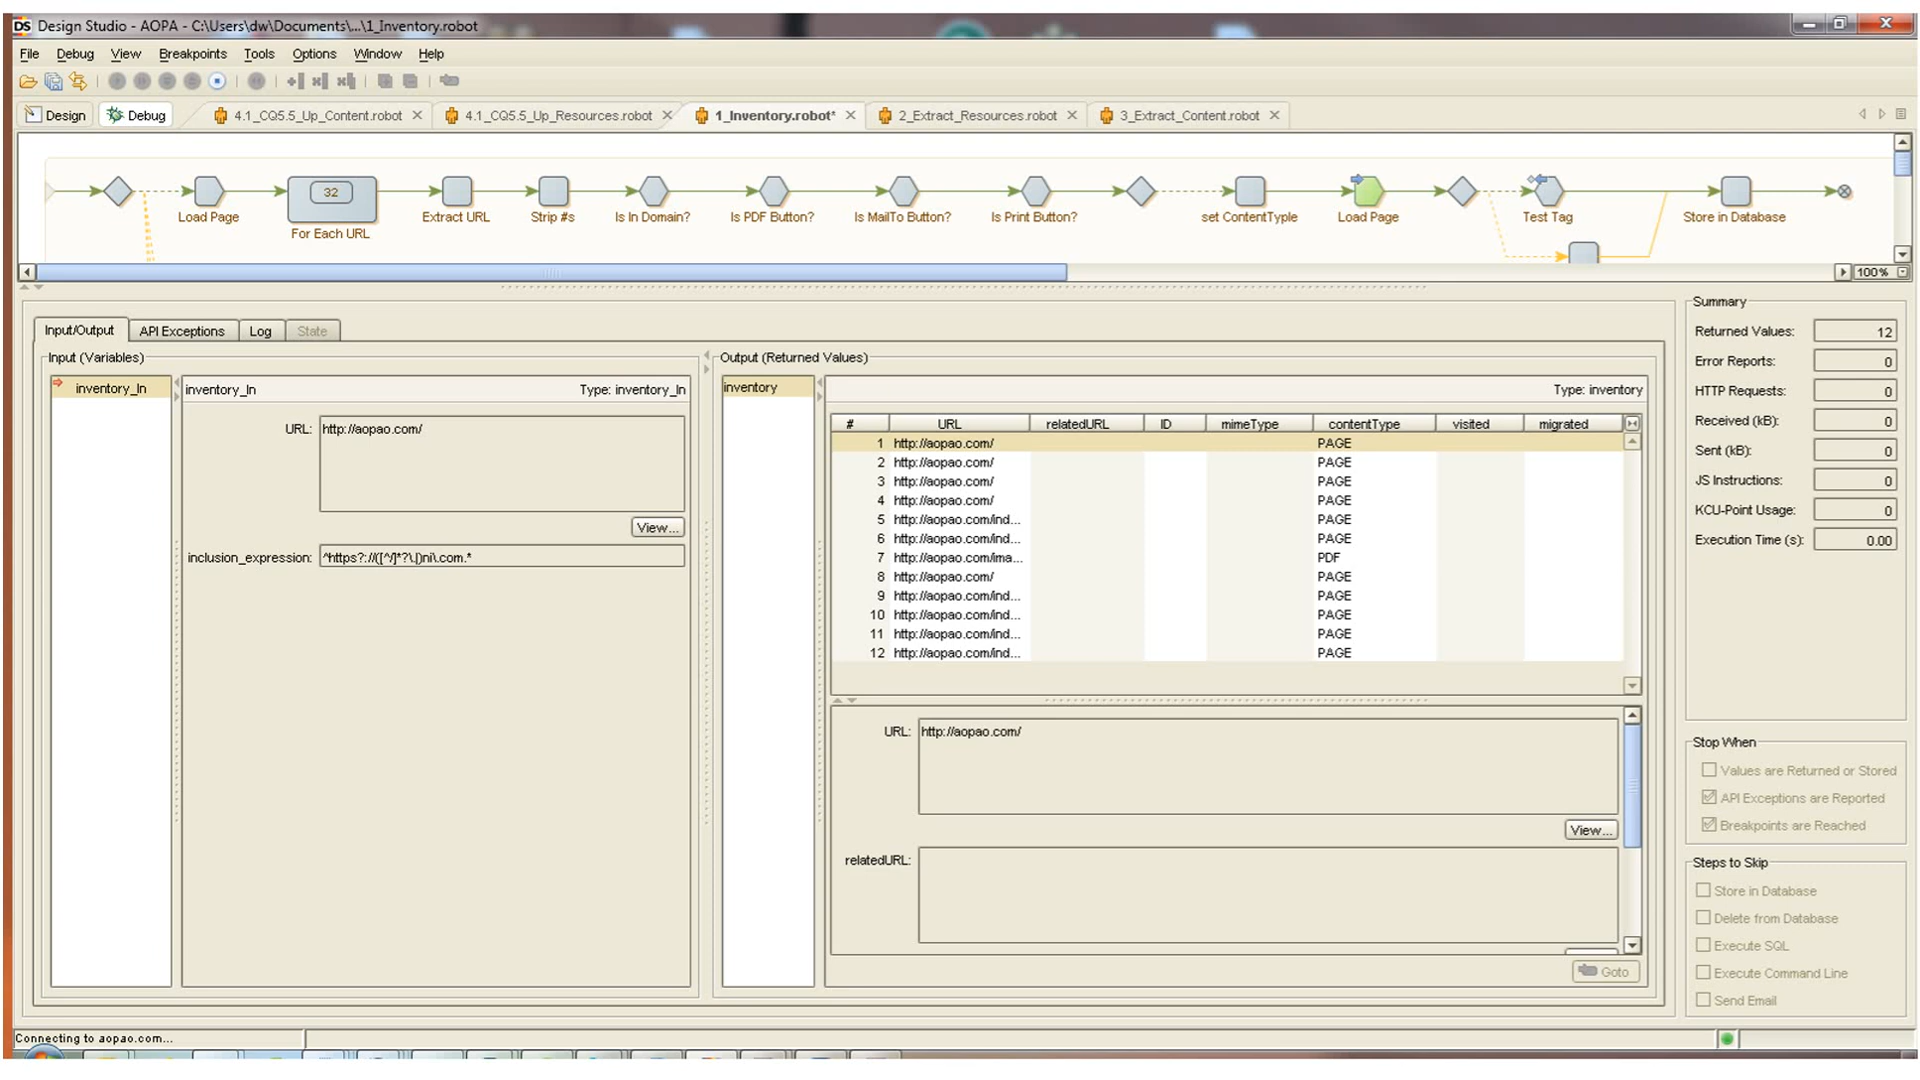 DS Design Studio - AOPA - C:\Users\dw\Documents\...\1_Inventory.robot
File Debug View Breakpoints Tools Options Window Help
Design Debug 4.1_CQ5.5_Up_Content.robot 4.1_CQ5.5_Up_Resources.robot 1_Inventory.robot* 2_Extract_Resources.robot 3_Extract_Content.robot
32
Load Page For Each URL Extract URL Strip #s Is In Domain? Is PDF Button? Is MailTo Button? Is Print Button? set ContentTyple Load Page Test Tag Store in Database
100%
Input/Output API Exceptions Log State
Input (Variables)
inventory_In
inventory_In Type: inventory_In
URL: http://aopao.com/
View...
inclusion_expression: ^https?://([^/]*?\.|)ni\.com.*
Output (Returned Values)
inventory
Type: inventory
# URL relatedURL ID mimeType contentType visited migrated
1 http://aopao.com/ PAGE
2 http://aopao.com/ PAGE
3 http://aopao.com/ PAGE
4 http://aopao.com/ PAGE
5 http://aopao.com/ind... PAGE
6 http://aopao.com/ind... PAGE
7 http://aopao.com/ima... PDF
8 http://aopao.com/ PAGE
9 http://aopao.com/ind... PAGE
10 http://aopao.com/ind... PAGE
11 http://aopao.com/ind... PAGE
12 http://aopao.com/ind... PAGE
URL: http://aopao.com/
View...
relatedURL:
Goto
Summary
Returned Values: 12
Error Reports: 0
HTTP Requests: 0
Received (kB): 0
Sent (kB): 0
JS Instructions: 0
KCU-Point Usage: 0
Execution Time (s): 0.00
Stop When
Values are Returned or Stored
API Exceptions are Reported
Breakpoints are Reached
Steps to Skip
Store in Database
Delete from Database
Execute SQL
Execute Command Line
Send Email
Connecting to aopao.com...